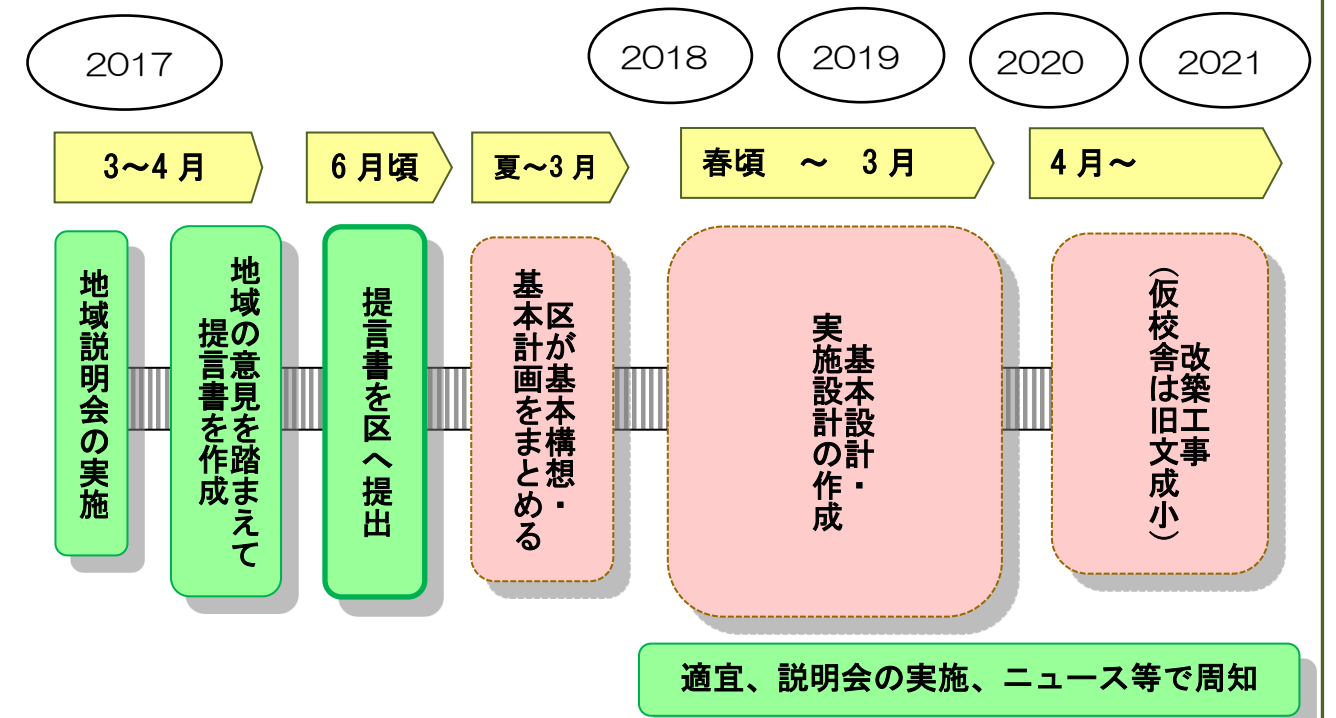 2017
2018
2019
2020
2021
3～4 月
6 月頃
夏～3 月
春頃　～　3 月
4 月～
地域説明会の実施
地域の意見を踏まえて
提言書を作成
提言書を区へ提出
区が基本構想・
基本計画をまとめる
基本設計・
実施設計の作成
改築工事
（仮校舎は旧文成小）
適宜、説明会の実施、ニュース等で周知